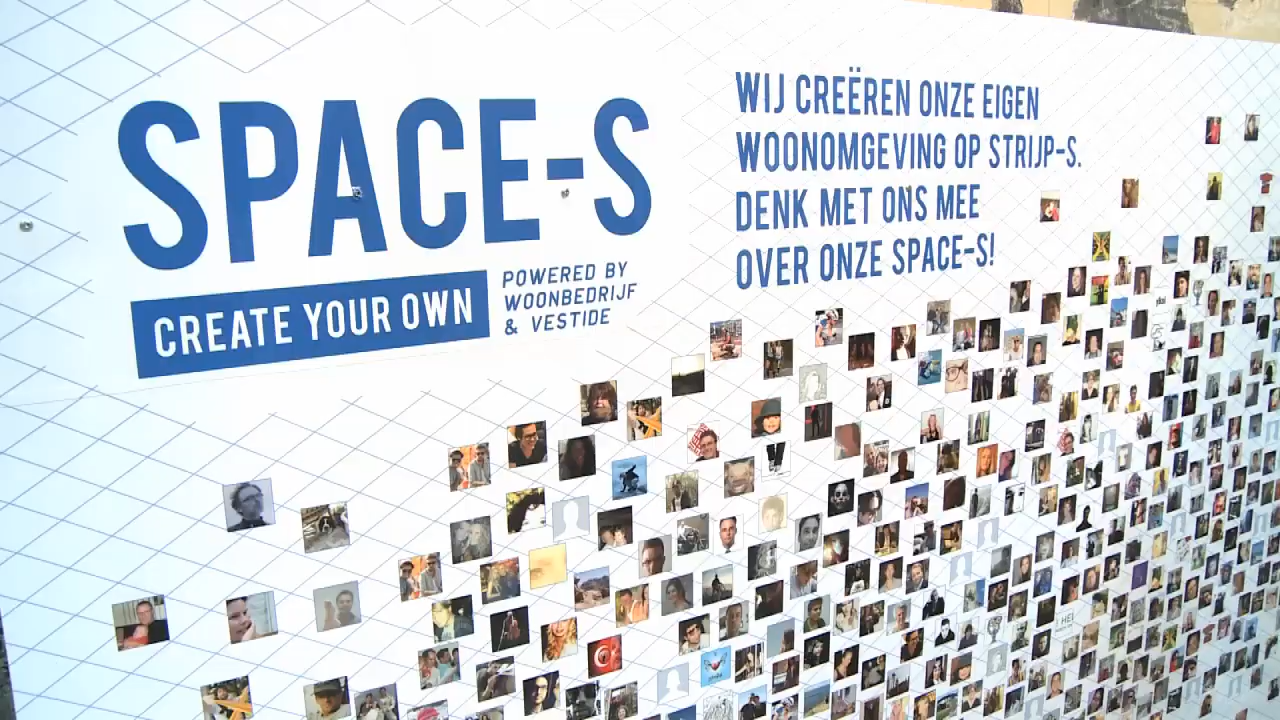 SPACE-S
CREATE YOUR OWN
POWERED BY
WOONBEDRIJF
& VESTIDE
WIJ CREËREN ONZE EIGEN
WOONOMGEVING OP STRIJP-S.
DENK MET ONS MEE
OVER ONZE SPACE-S!